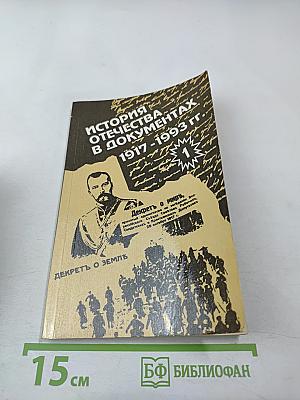 ИСТОРИЯ
ОТЕЧЕСТВА
В ДОКУМЕНТАХ
1917-1993 гг.
1
Декретъ о мирѣ,
ДЕКРЕТЪ О ЗЕМЛѢ
15 см
БФ БИБЛИОФАН